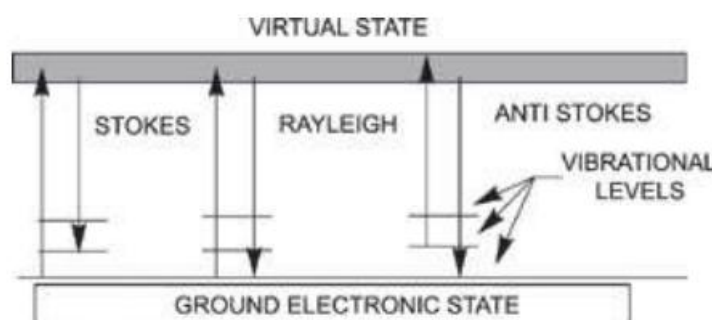 VIRTUAL STATE
STOKES
RAYLEIGH
ANTI STOKES
VIBRATIONAL
LEVELS
GROUND ELECTRONIC STATE